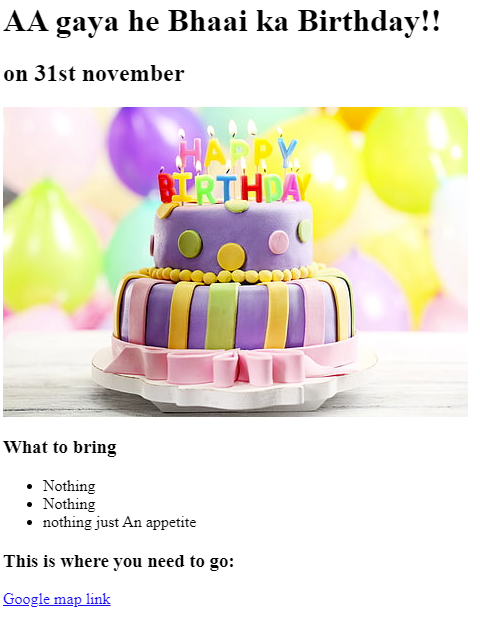 AA gaya he Bhaai ka Birthday!!
on 31st november
HAPPY
BIRTHDAY
What to bring
Nothing
Nothing
nothing just An appetite
This is where you need to go:
Google map link